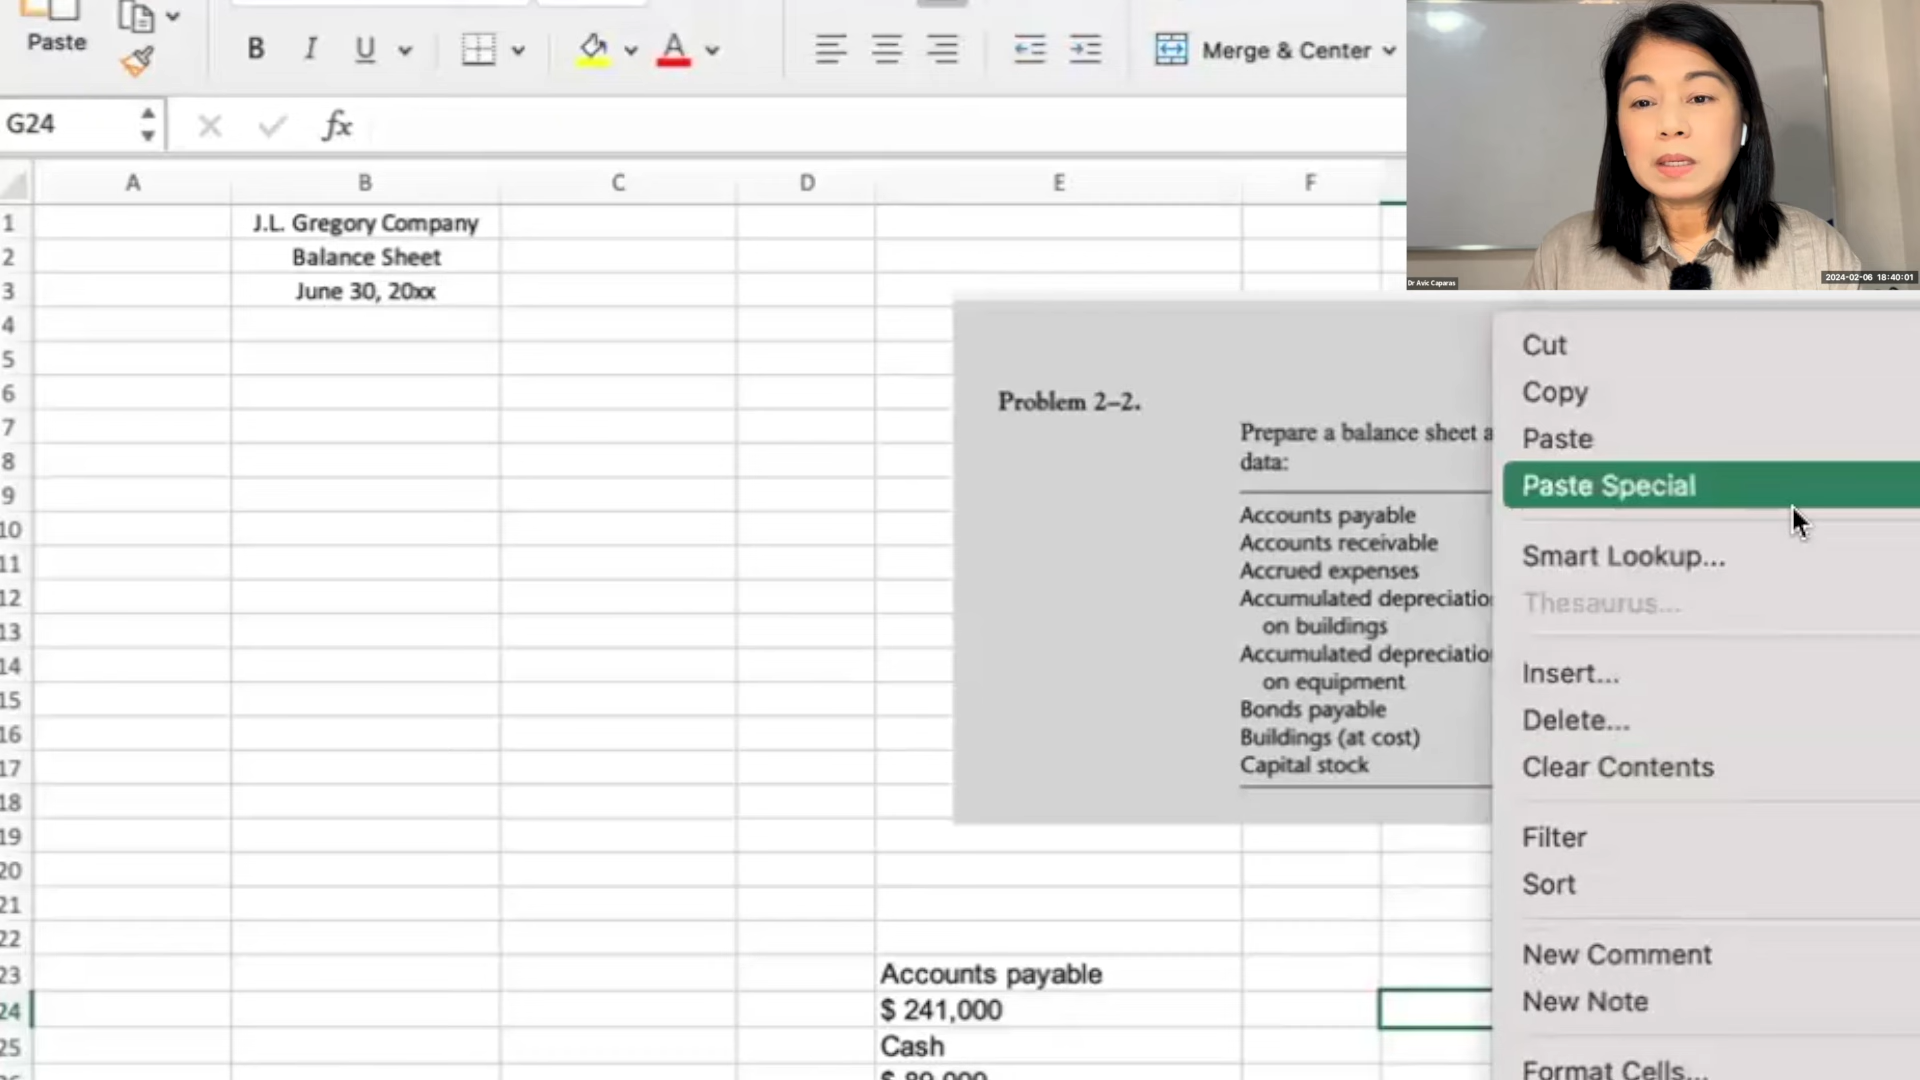 Paste
B I U
A
Merge & Center
G24
fx
A B C D E F
1
J.L. Gregory Company
2
Balance Sheet
3
June 30, 20xx
4
5
6
7
8
9
10
11
12
13
14
15
16
17
18
19
20
21
22
23
24
25
Problem 2–2.
Prepare a balance sheet
data:
Accounts payable
Accounts receivable
Accrued expenses
Accumulated depreciatio
on buildings
Accumulated depreciatio
on equipment
Bonds payable
Buildings (at cost)
Capital stock
Accounts payable
$ 241,000
Cash
$ 89,000
Dr Avic Caparas
2024-02-06 18:40:01
Cut
Copy
Paste
Paste Special
Smart Lookup...
Thesaurus...
Insert...
Delete...
Clear Contents
Filter
Sort
New Comment
New Note
Format Cells...